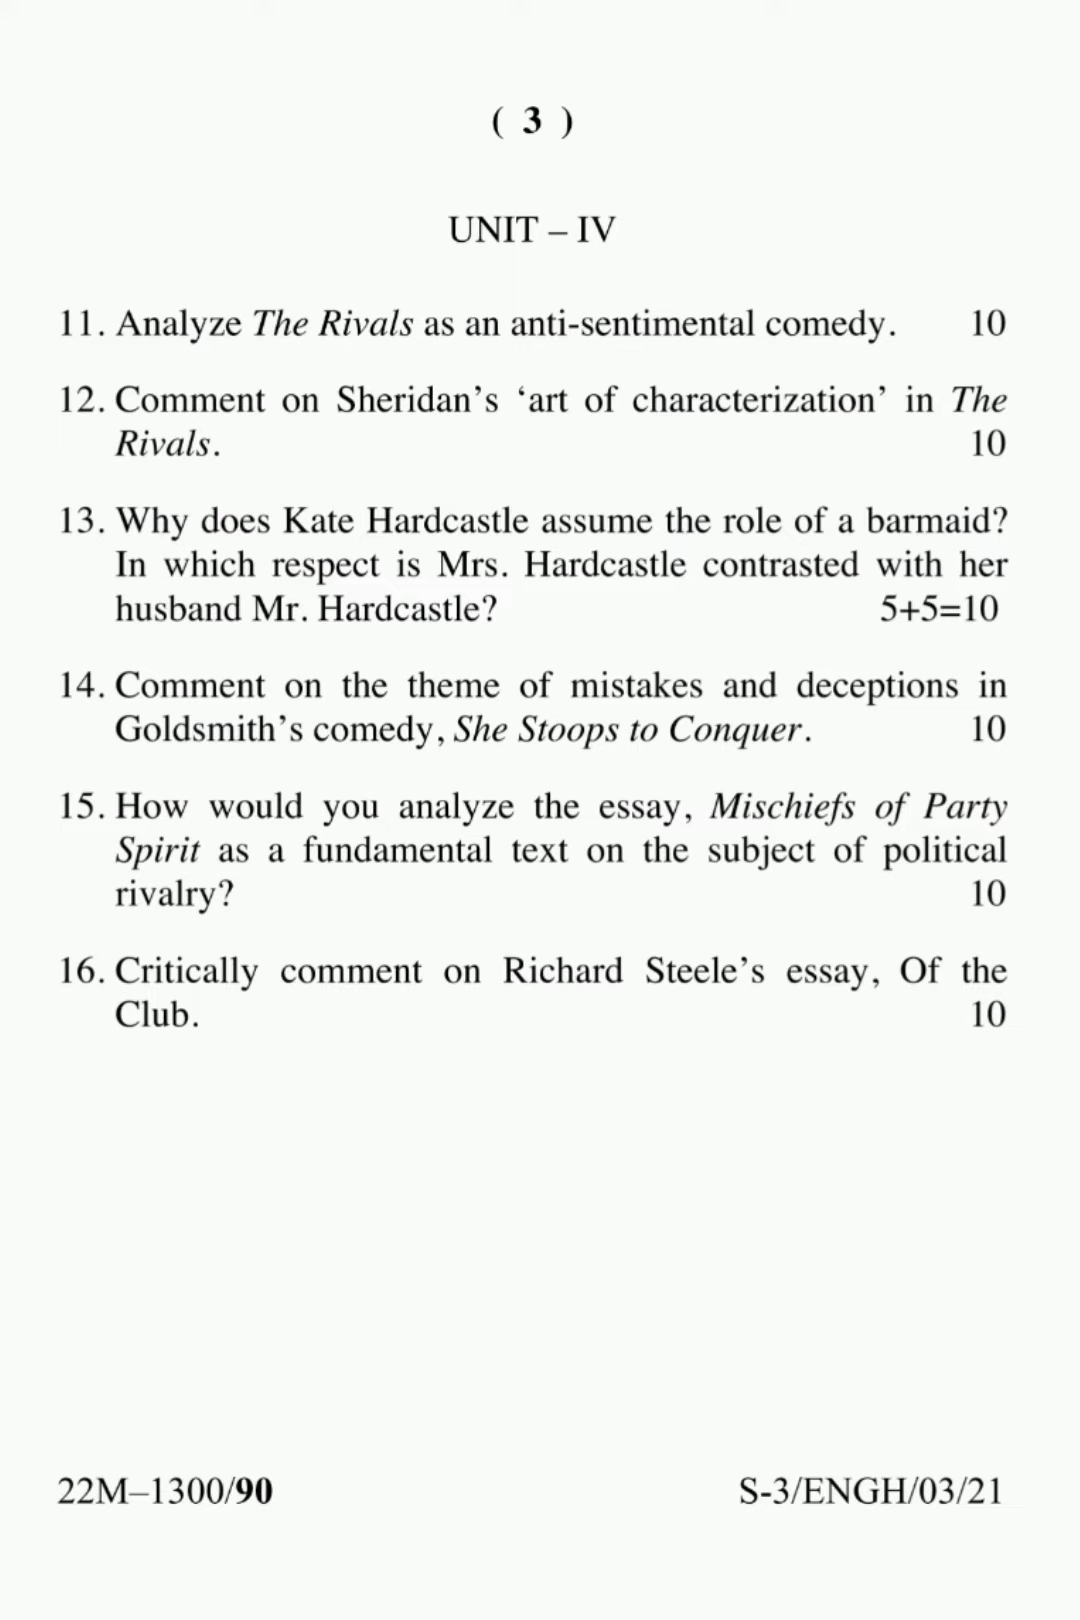 ( 3 )
UNIT – IV
11. Analyze The Rivals as an anti-sentimental comedy. 10
12. Comment on Sheridan's ‘art of characterization’ in The
Rivals. 10
13. Why does Kate Hardcastle assume the role of a barmaid?
In which respect is Mrs. Hardcastle contrasted with her
husband Mr. Hardcastle? 5+5=10
14. Comment on the theme of mistakes and deceptions in
Goldsmith’s comedy, She Stoops to Conquer. 10
15. How would you analyze the essay, Mischiefs of Party
Spirit as a fundamental text on the subject of political
rivalry? 10
16. Critically comment on Richard Steele’s essay, Of the
Club. 10
22M–1300/90 S-3/ENGH/03/21